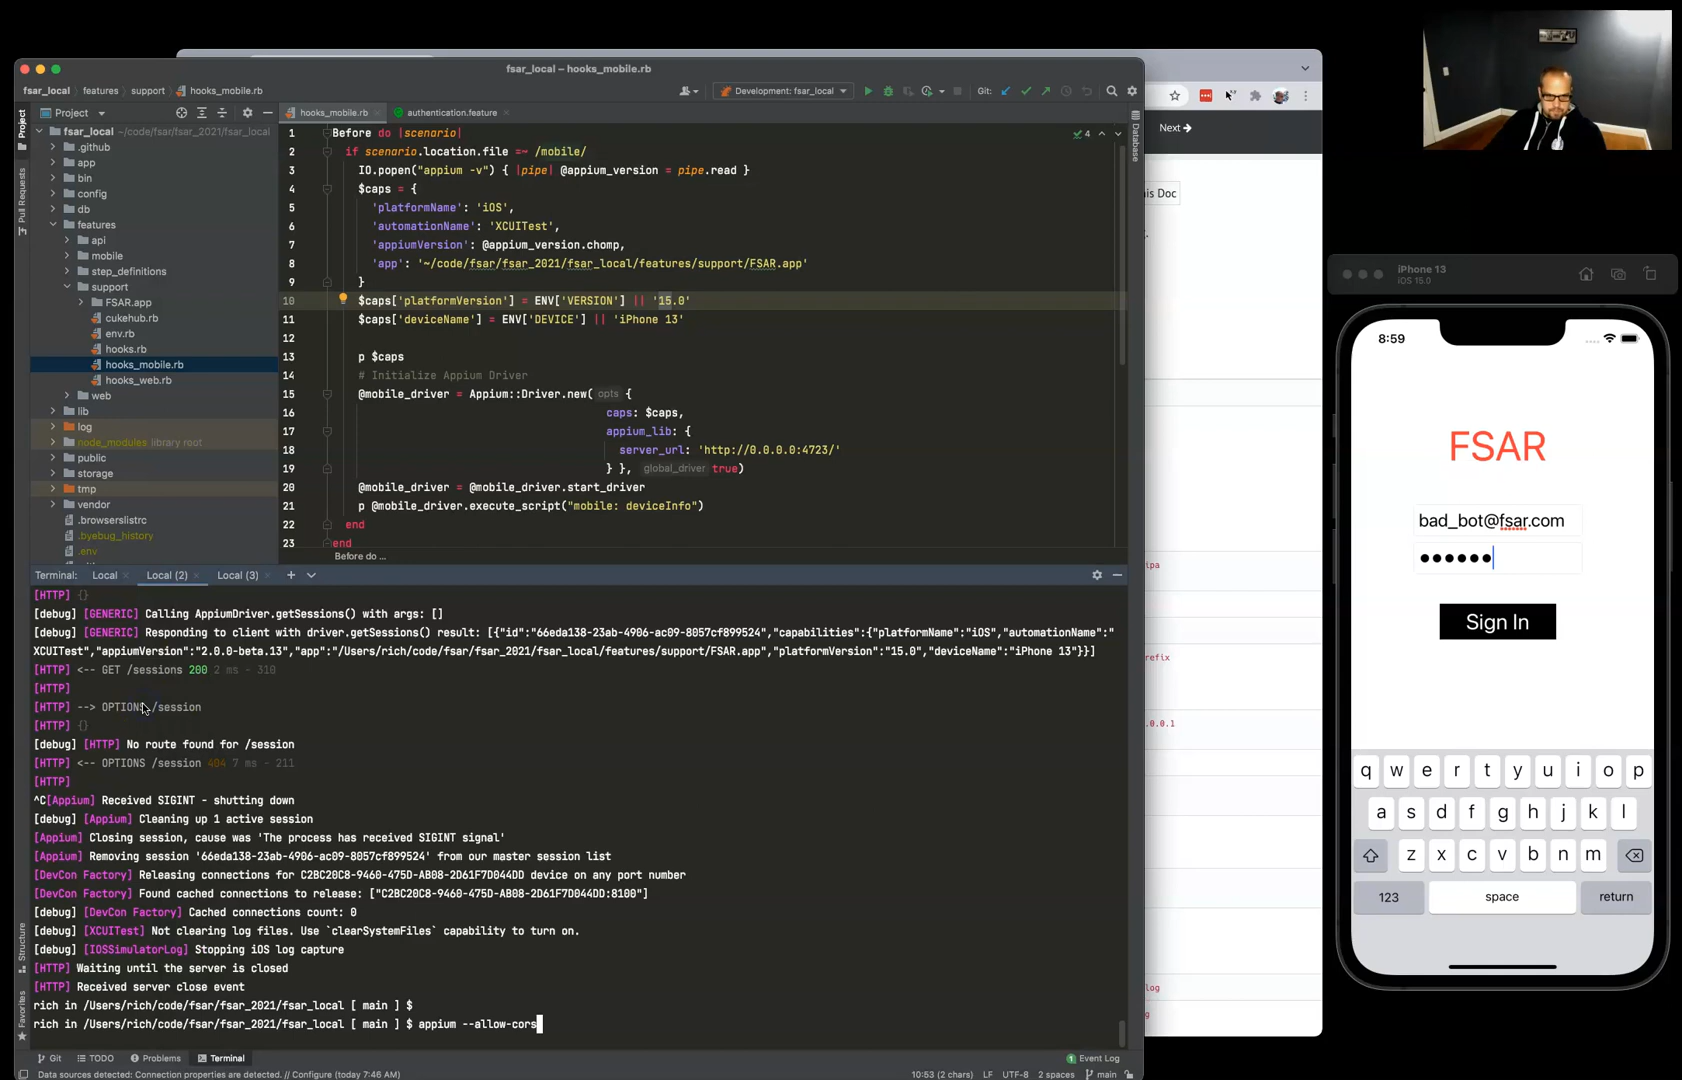 fsar_local – hooks_mobile.rb
fsar_local
features
support
hooks_mobile.rb
Development: fsar_local
Git:
Project
hooks_mobile.rb
authentication.feature
fsar_local ~/code/fsar/fsar_2021/fsar_local
.github
app
bin
config
db
features
api
mobile
step_definitions
support
FSAR.app
cukehub.rb
env.rb
hooks.rb
hooks_mobile.rb
hooks_web.rb
web
lib
log
node_modules library root
public
storage
tmp
vendor
.browserslistrc
.byebug_history
.env
Project
Pull Requests
Structure
Favorites
Database
4
1 Before do |scenario|
2 if scenario.location.file =~ /mobile/
3 IO.popen("appium -v") { |pipe| @appium_version = pipe.read }
4 $caps = {
5 'platformName': 'iOS',
6 'automationName': 'XCUITest',
7 'appiumVersion': @appium_version.chomp,
8 'app': '~/code/fsar/fsar_2021/fsar_local/features/support/FSAR.app'
9 }
10 $caps['platformVersion'] = ENV['VERSION'] || '15.0'
11 $caps['deviceName'] = ENV['DEVICE'] || 'iPhone 13'
12
13 p $caps
14 # Initialize Appium Driver
15 @mobile_driver = Appium::Driver.new( opts {
16 caps: $caps,
17 appium_lib: {
18 server_url: 'http://0.0.0.0:4723/'
19 } }, global_driver true)
20 @mobile_driver = @mobile_driver.start_driver
21 p @mobile_driver.execute_script("mobile: deviceInfo")
22 end
23 end
Before do ...
Terminal: Local Local (2) Local (3)
[HTTP] {}
[debug] [GENERIC] Calling AppiumDriver.getSessions() with args: []
[debug] [GENERIC] Responding to client with driver.getSessions() result: [{"id":"66eda138-23ab-4906-ac09-8057cf899524","capabilities":{"platformName":"iOS","automationName":"
XCUITest","appiumVersion":"2.0.0-beta.13","app":"/Users/rich/code/fsar/fsar_2021/fsar_local/features/support/FSAR.app","platformVersion":"15.0","deviceName":"iPhone 13"}}]
[HTTP] <-- GET /sessions 200 2 ms - 310
[HTTP]
[HTTP] --> OPTIONS /session
[HTTP] {}
[debug] [HTTP] No route found for /session
[HTTP] <-- OPTIONS /session 404 7 ms - 211
[HTTP]
^C[Appium] Received SIGINT - shutting down
[debug] [Appium] Cleaning up 1 active session
[Appium] Closing session, cause was 'The process has received SIGINT signal'
[Appium] Removing session '66eda138-23ab-4906-ac09-8057cf899524' from our master session list
[DevCon Factory] Releasing connections for C2BC20C8-9460-475D-AB08-2D61F7D044DD device on any port number
[DevCon Factory] Found cached connections to release: ["C2BC20C8-9460-475D-AB08-2D61F7D044DD:8100"]
[debug] [DevCon Factory] Cached connections count: 0
[debug] [XCUITest] Not clearing log files. Use `clearSystemFiles` capability to turn on.
[debug] [IOSSimulatorLog] Stopping iOS log capture
[HTTP] Waiting until the server is closed
[HTTP] Received server close event
rich in /Users/rich/code/fsar/fsar_2021/fsar_local [ main ] $
rich in /Users/rich/code/fsar/fsar_2021/fsar_local [ main ] $ appium --allow-cors
Git
TODO
Problems
Terminal
1 Event Log
Data sources detected: Connection properties are detected. // Configure (today 7:46 AM)
10:53 (2 chars) LF UTF-8 2 spaces main
Next
is Doc
ipa
refix
.0.0.1
log
g
iPhone 13
iOS 15.0
8:59
FSAR
bad_bot@fsar.com
Sign In
q w e r t y u i o p
a s d f g h j k l
z x c v b n m
123 space return